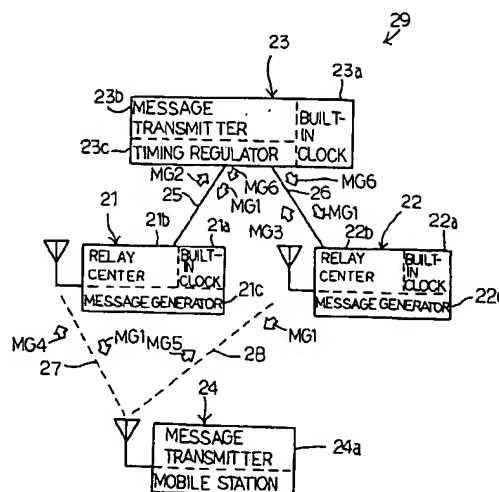 29
23
23a
23b
MESSAGE TRANSMITTER
BUILT-IN CLOCK
23c
TIMING REGULATOR
MG2
MG6
MG6
25
26
MG1
MG1
MG3
21
21b
21a
22b
22
22a
RELAY CENTER
BUILT-IN CLOCK
RELAY CENTER
BUILT-IN CLOCK
MESSAGE GENERATOR
21c
MESSAGE GENERATOR
22c
MG4
MG1
MG5
MG1
27
28
24
MESSAGE TRANSMITTER
24a
MOBILE STATION